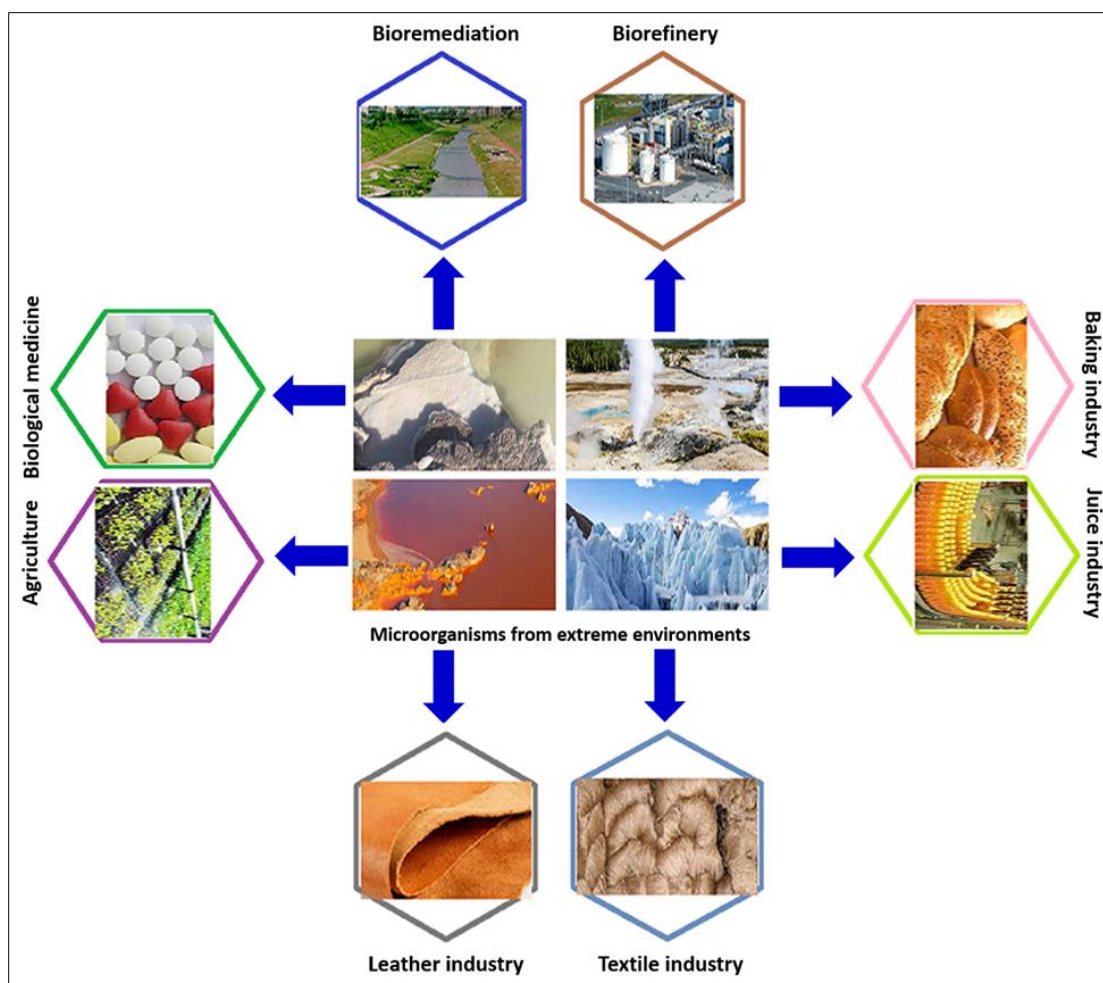 Bioremediation
Biorefinery
Biological medicine
Baking industry
Agriculture
Juice industry
Microorganisms from extreme environments
Leather industry
Textile industry